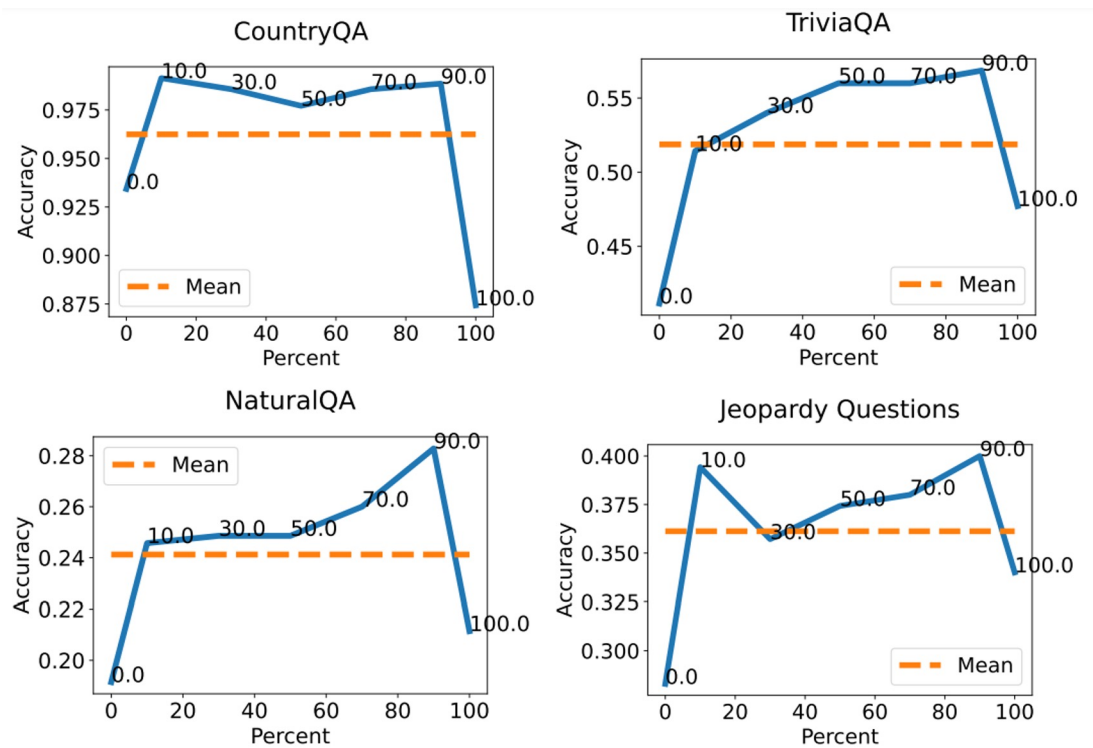 CountryQA
Accuracy
0.975
0.950
0.925
0.900
0.875
0.0
10.0
30.0
50.0
70.0
90.0
100.0
Mean
0 20 40 60 80 100
Percent
TriviaQA
Accuracy
0.55
0.50
0.45
0.0
10.0
30.0
50.0
70.0
90.0
100.0
Mean
0 20 40 60 80 100
Percent
NaturalQA
Accuracy
0.28
0.26
0.24
0.22
0.20
0.0
10.0
30.0
50.0
70.0
90.0
100.0
Mean
0 20 40 60 80 100
Percent
Jeopardy Questions
Accuracy
0.400
0.375
0.350
0.325
0.300
0.0
10.0
30.0
50.0
70.0
90.0
100.0
Mean
0 20 40 60 80 100
Percent